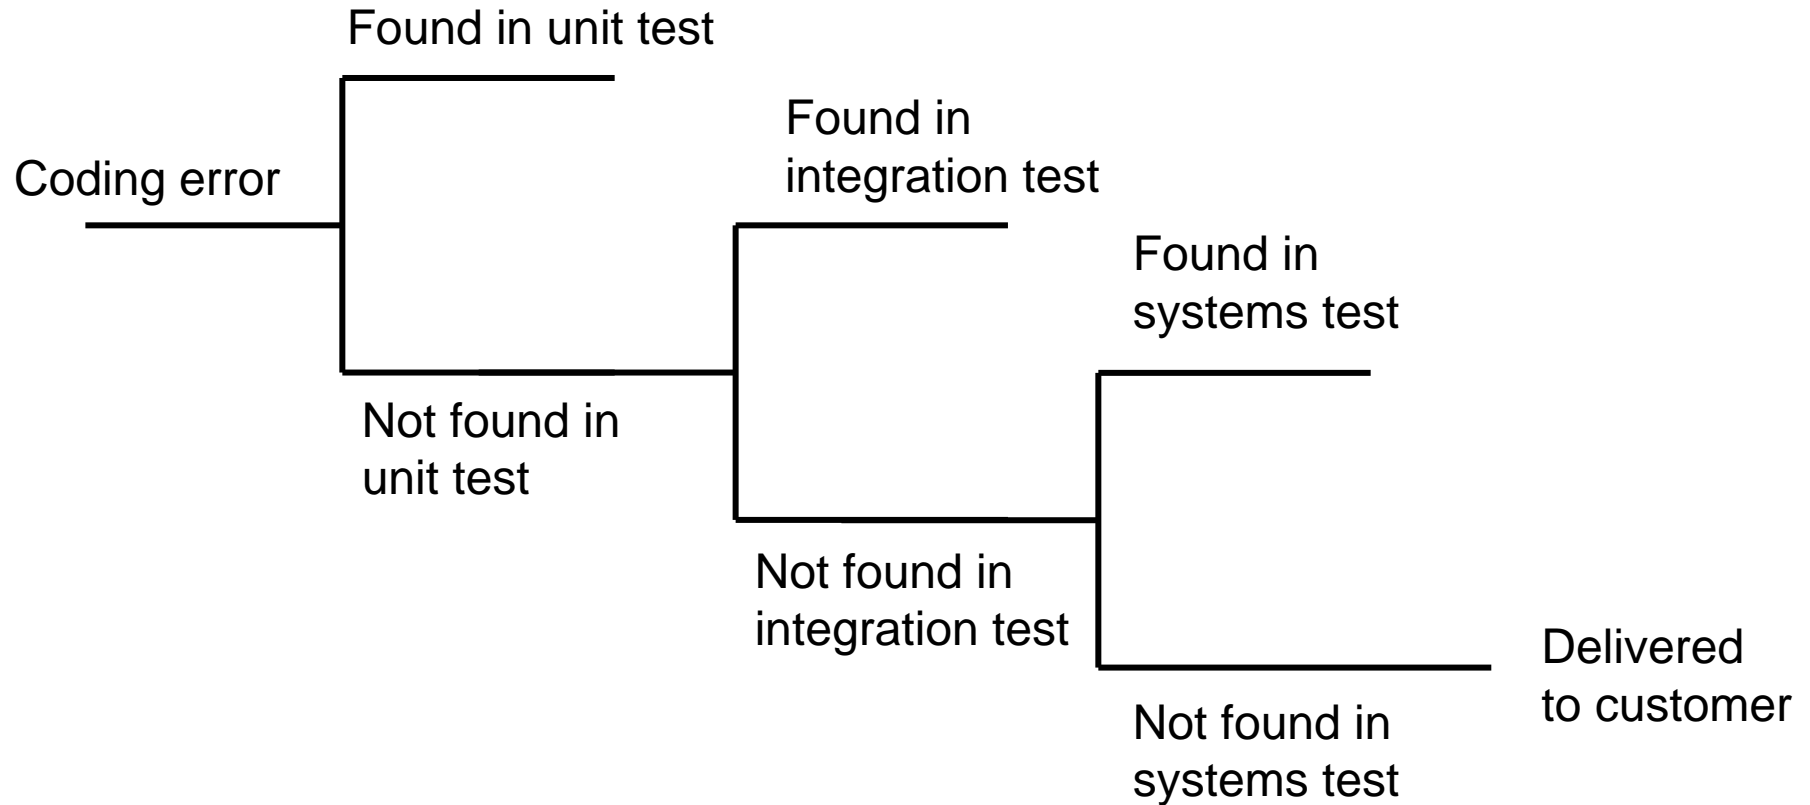 Found in unit test
Found in
integration test
Coding error
Found in
systems test
Not found in
unit test
Not found in
integration test
Delivered
to customer
Not found in
systems test